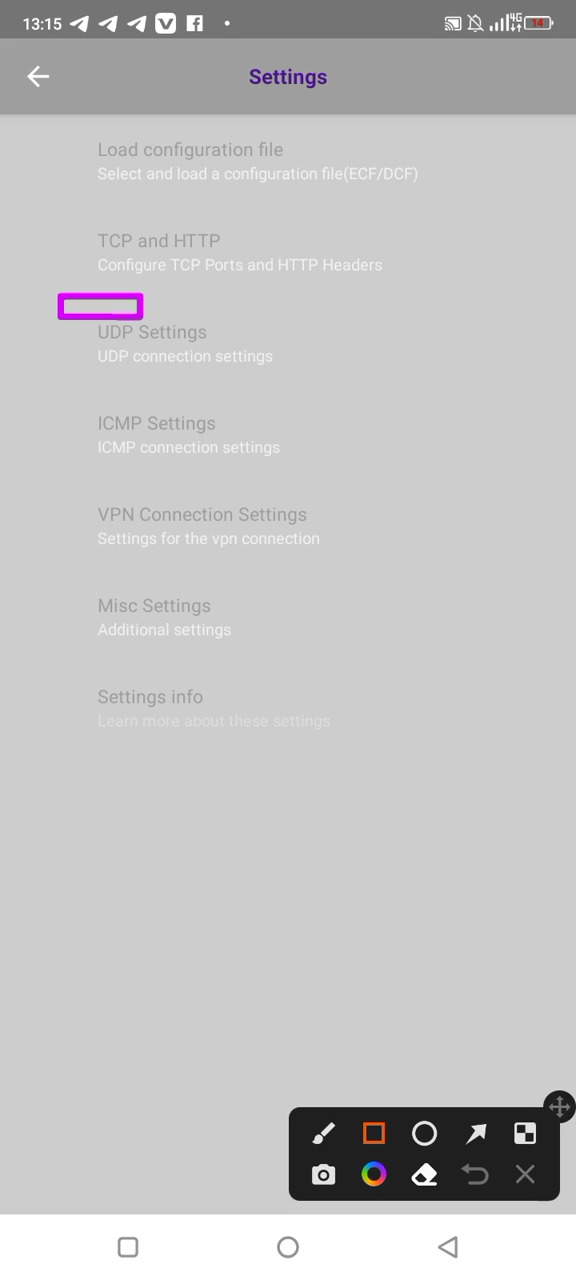 13:15
4G
14
Settings
Load configuration file
Select and load a configuration file(ECF/DCF)
TCP and HTTP
Configure TCP Ports and HTTP Headers
UDP Settings
UDP connection settings
ICMP Settings
ICMP connection settings
VPN Connection Settings
Settings for the vpn connection
Misc Settings
Additional settings
Settings info
Learn more about these settings